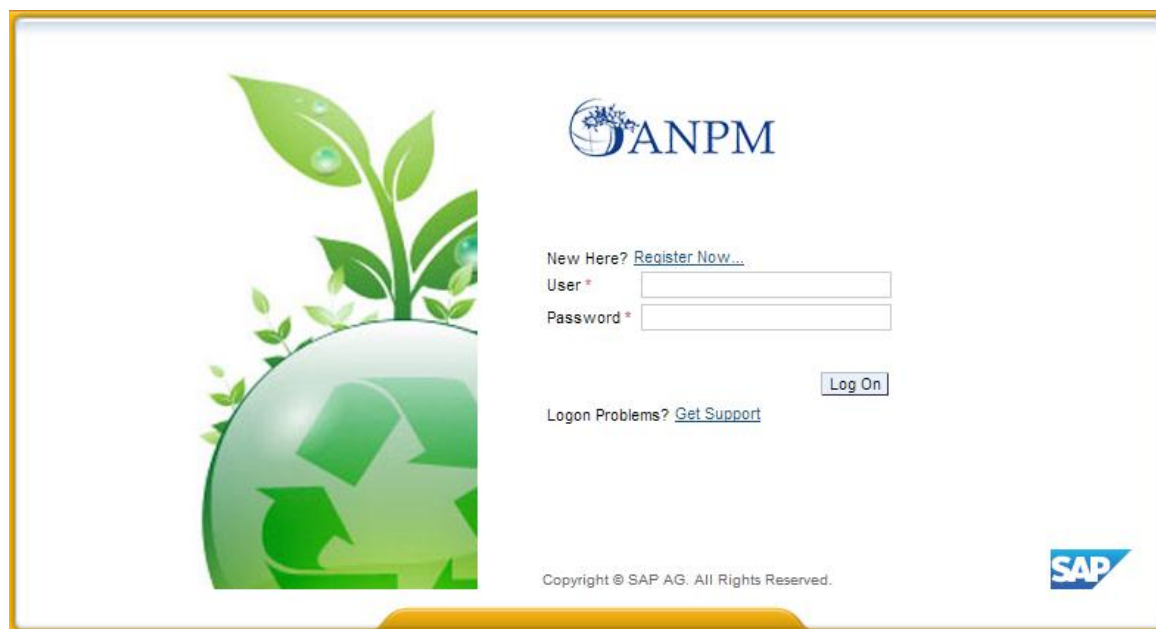 ANPM
New Here? Register Now...
User *
Password *
Log On
Logon Problems? Get Support
Copyright © SAP AG. All Rights Reserved.
SAP